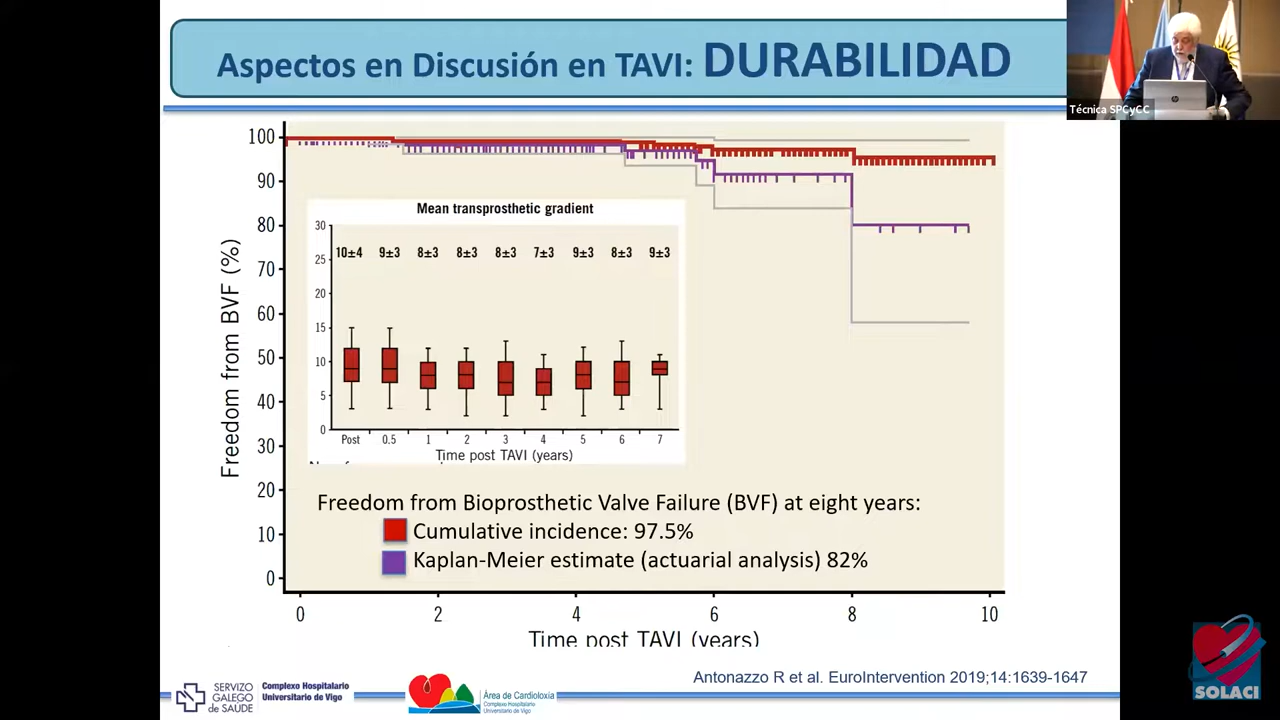 Aspectos en Discusión en TAVI: DURABILIDAD
Técnica SPCyCC
Freedom from BVF (%)
100
90
80
70
60
50
40
30
20
10
0
Mean transprosthetic gradient
30
25
20
15
10
5
0
10±4 9±3 8±3 8±3 8±3 7±3 9±3 8±3 9±3
Post 0.5 1 2 3 4 5 6 7
Time post TAVI (years)
Freedom from Bioprosthetic Valve Failure (BVF) at eight years:
Cumulative incidence: 97.5%
Kaplan-Meier estimate (actuarial analysis) 82%
0 2 4 6 8 10
Time post TAVI (years)
Antonazzo R et al. EuroIntervention 2019;14:1639-1647
SERVIZO
GALEGO
de SAÚDE
Complexo Hospitalario
Universitario de Vigo
Área de Cardioloxía
Complexo Hospitalario
Universitario de Vigo
SOLACI
hp